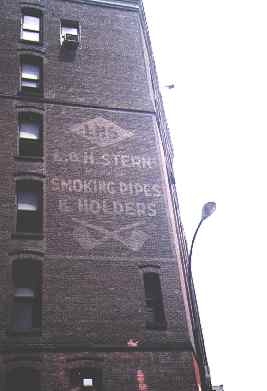 LHS
L. & H. STERN
SMOKING PIPES
& HOLDERS